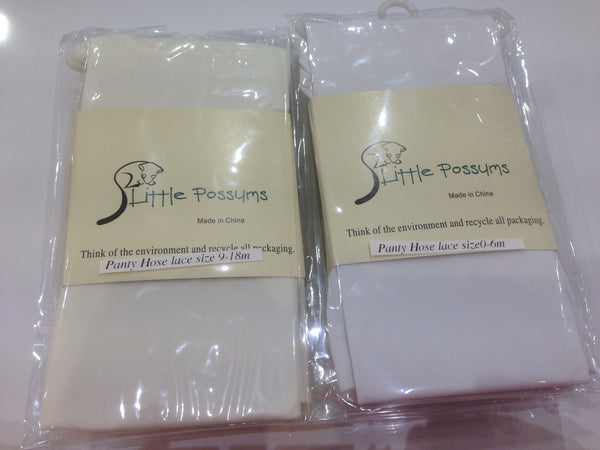 Little Possums
Made in China
Think of the environment and recycle all packaging.
Panty Hose lace size 9-18m
Little Possums
Made in China
Think of the environment and recycle all packaging.
Panty Hose lace size0-6m